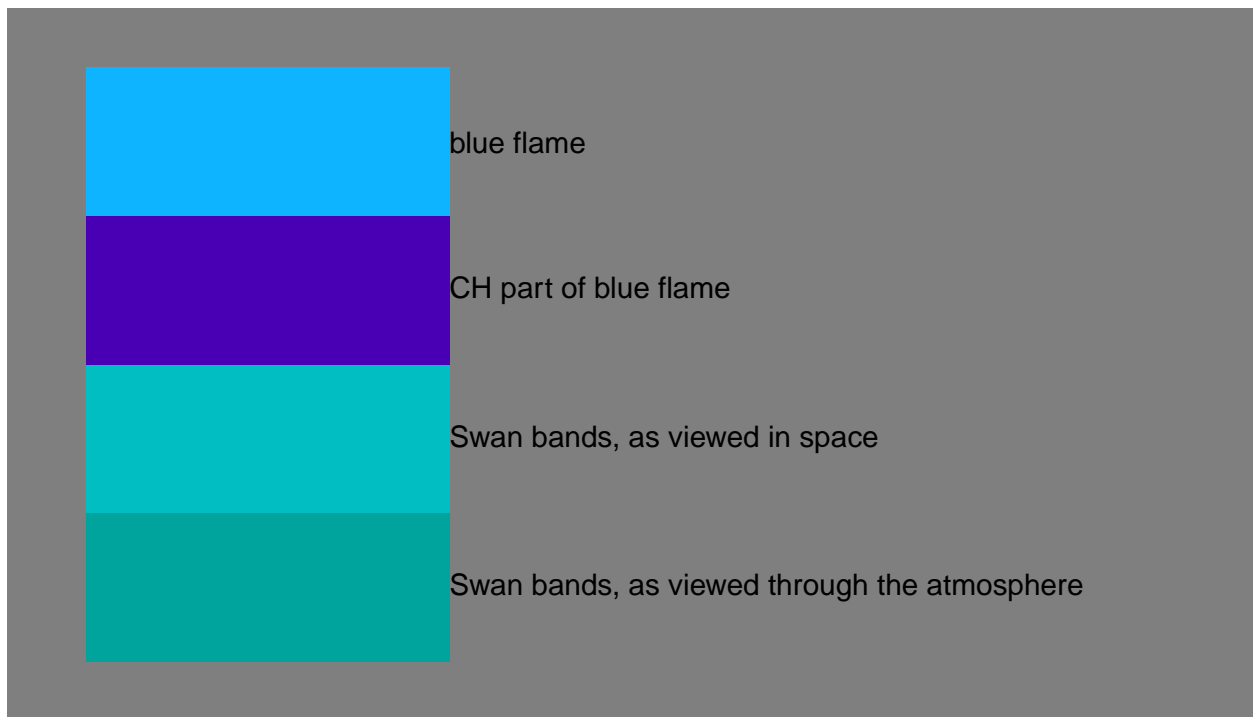 blue flame
CH part of blue flame
Swan bands, as viewed in space
Swan bands, as viewed through the atmosphere